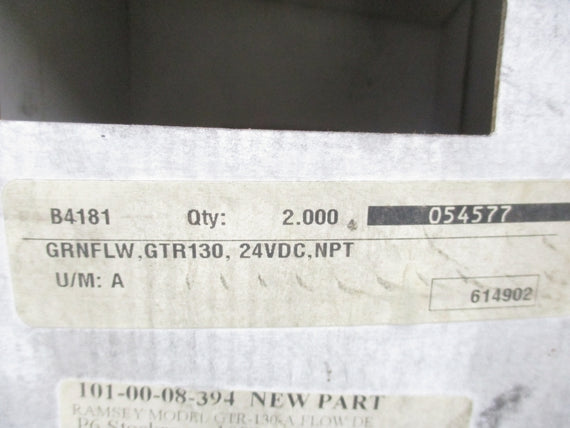 B4181 Qty: 2.000 054577
GRNFLW,GTR130, 24VDC,NPT
U/M: A
614902
101-00-08-394 NEW PART
RAMSEY MODEL GTR-130-A FLOW DE